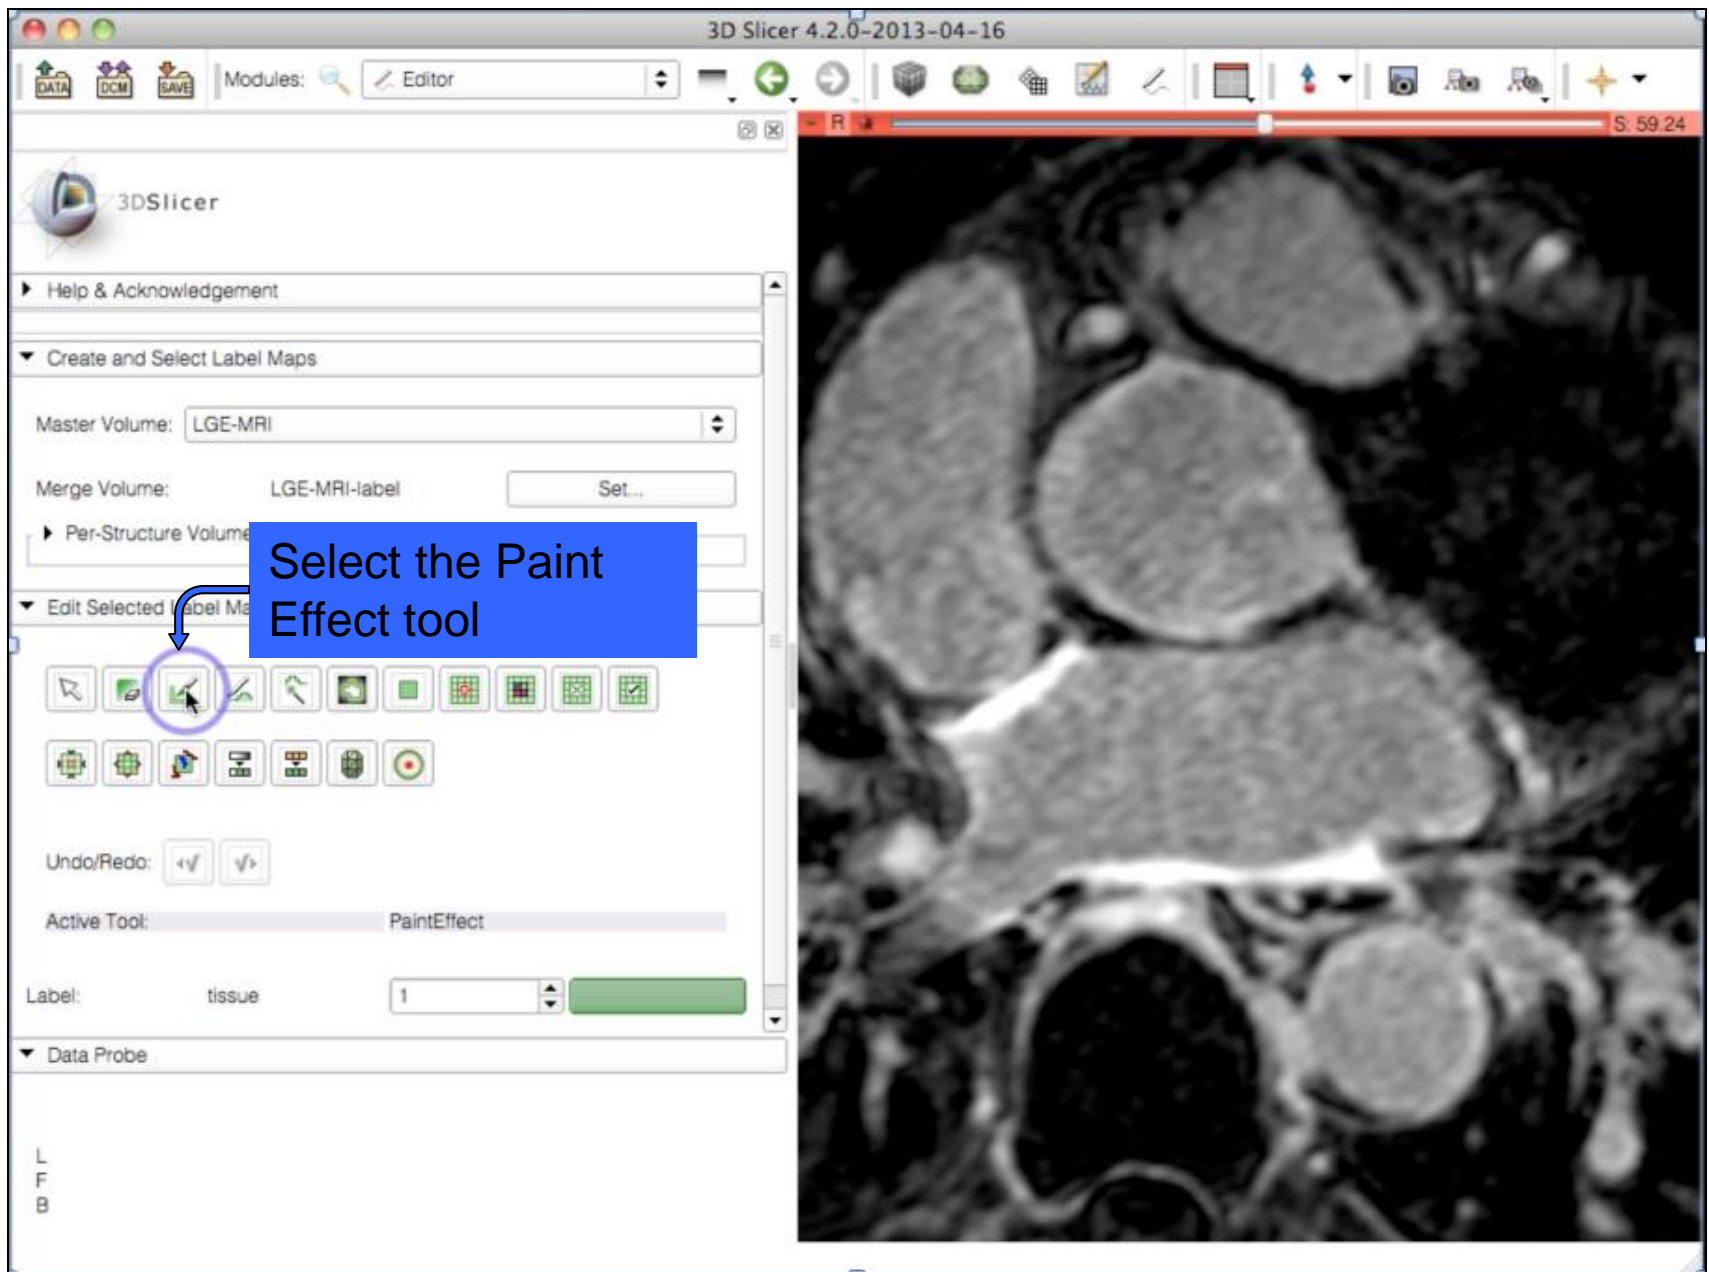 3D Slicer 4.2.0-2013-04-16
DATA DCM SAVE Modules: Editor
R S: 59.24
3DSlicer
Help & Acknowledgement
Create and Select Label Maps
Master Volume: LGE-MRI
Merge Volume: LGE-MRI-label Set...
Per-Structure Volume
Select the Paint
Effect tool
Edit Selected Label Ma
Undo/Redo:
Active Tool: PaintEffect
Label: tissue 1
Data Probe
L
F
B